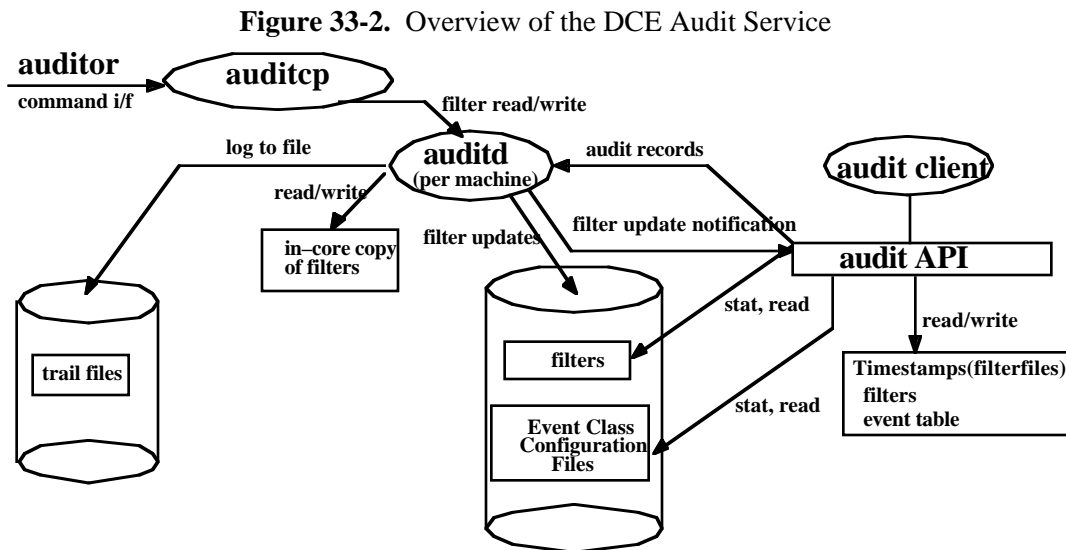 Figure 33-2. Overview of the DCE Audit Service
auditor
command i/f
auditcp
filter read/write
log to file
auditd
(per machine)
audit records
audit client
read/write
filter updates
filter update notification
in–core copy
of filters
audit API
stat, read
read/write
trail files
filters
Timestamps(filterfiles)
filters
event table
stat, read
Event Class
Configuration
Files